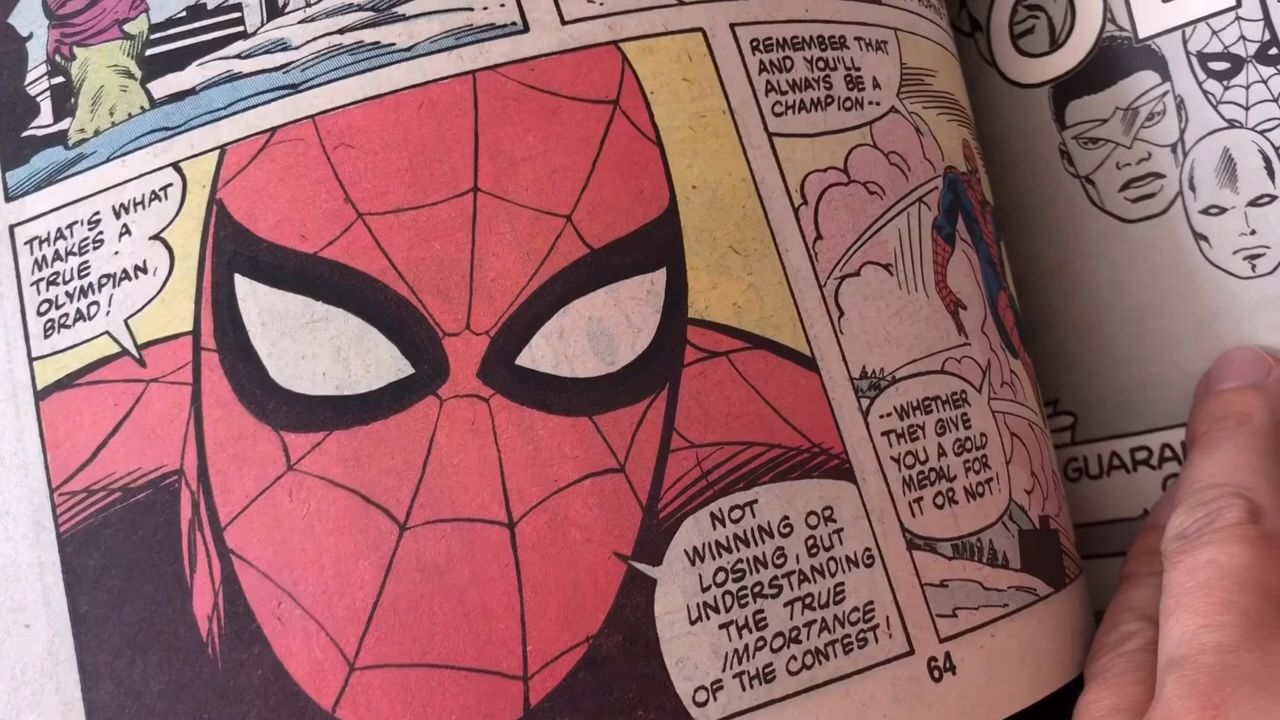 THAT'S WHAT
MAKES A
TRUE
OLYMPIAN,
BRAD!
NOT
WINNING OR
LOSING, BUT
UNDERSTANDING
THE TRUE
IMPORTANCE
OF THE CONTEST!
REMEMBER THAT
AND YOU'LL
ALWAYS BE A
CHAMPION--
--WHETHER
THEY GIVE
YOU A GOLD
MEDAL FOR
IT OR NOT!
64